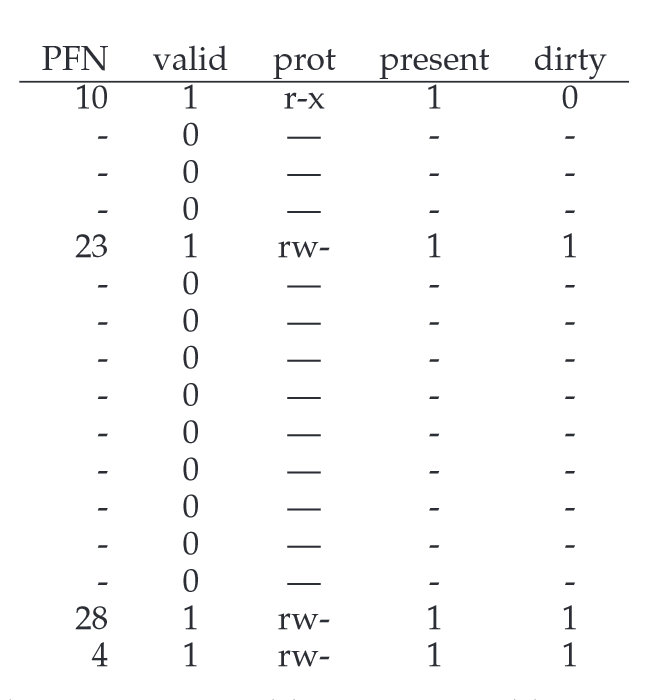 PFN valid prot present dirty
10 1 r-x 1 0
- 0 — - -
- 0 — - -
- 0 — - -
23 1 rw- 1 1
- 0 — - -
- 0 — - -
- 0 — - -
- 0 — - -
- 0 — - -
- 0 — - -
- 0 — - -
- 0 — - -
- 0 — - -
28 1 rw- 1 1
4 1 rw- 1 1